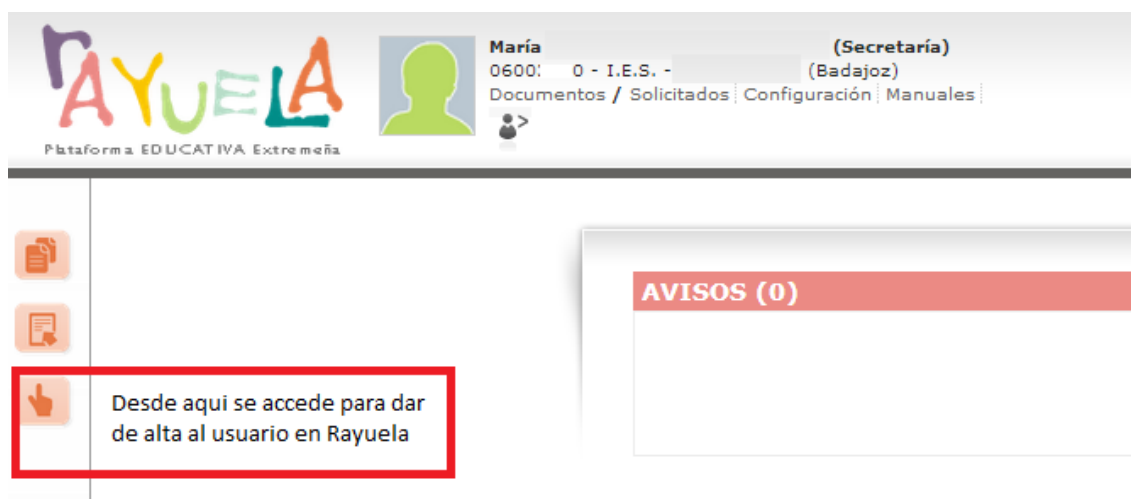 rAYUELA
Plataforma EDUCATIVA Extremeña
María (Secretaría)
0600: 0 - I.E.S. - (Badajoz)
Documentos / Solicitados Configuración Manuales
AVISOS (0)
Desde aqui se accede para dar
de alta al usuario en Rayuela